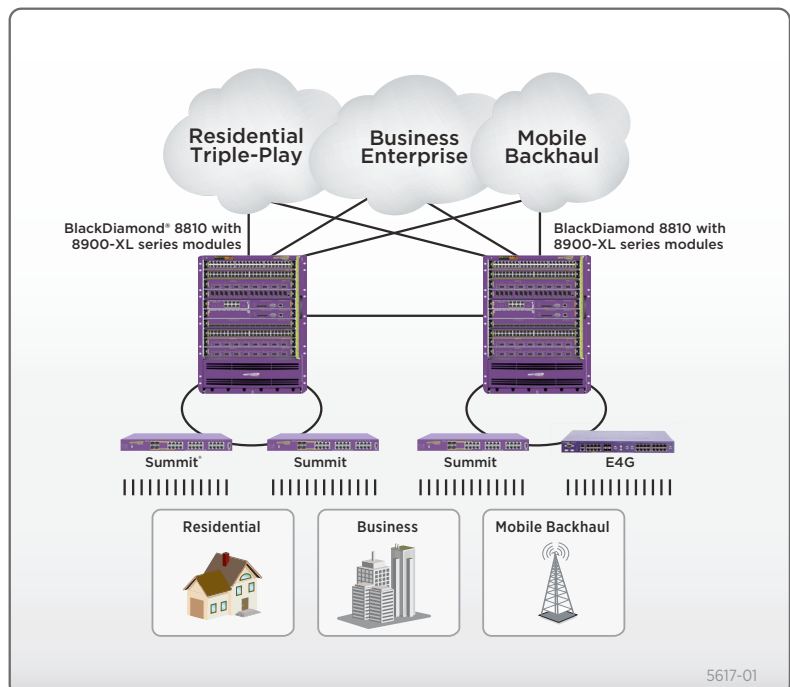 Residential
Triple-Play
Business
Enterprise
Mobile
Backhaul
BlackDiamond® 8810 with
8900-XL series modules
BlackDiamond 8810 with
8900-XL series modules
Summit®
Summit
Summit
E4G
Residential
Business
Mobile Backhaul
5617-01